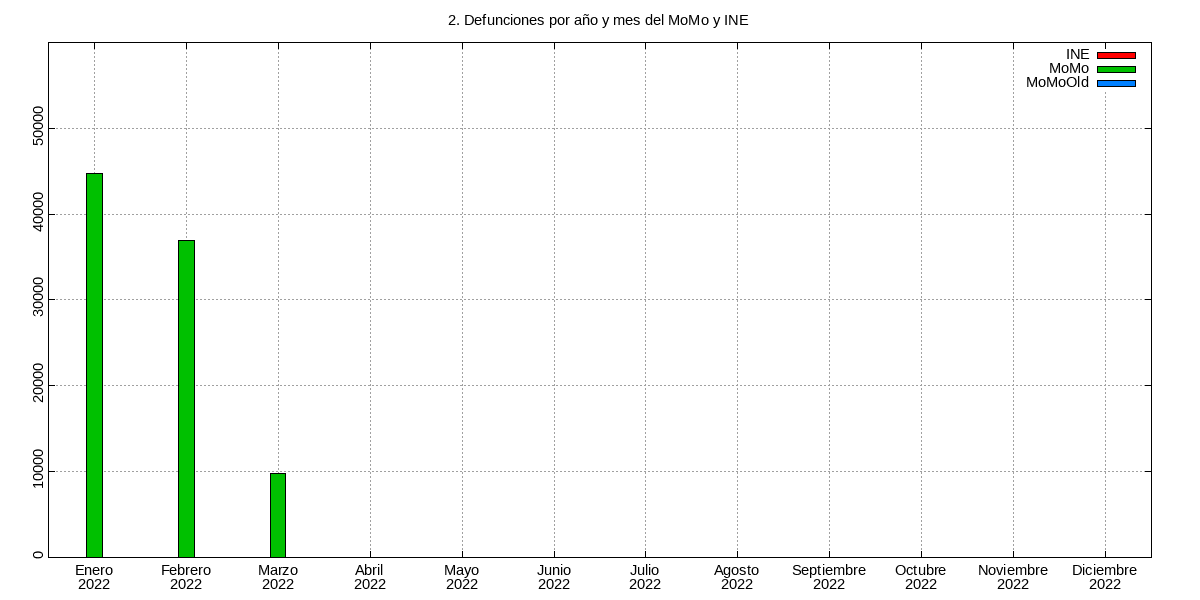 2. Defunciones por año y mes del MoMo y INE
INE
MoMo
MoMoOld
50000
40000
30000
20000
10000
0
Enero Febrero Marzo Abril Mayo Junio Julio Agosto Septiembre Octubre Noviembre Diciembre
2022 2022 2022 2022 2022 2022 2022 2022 2022 2022 2022 2022